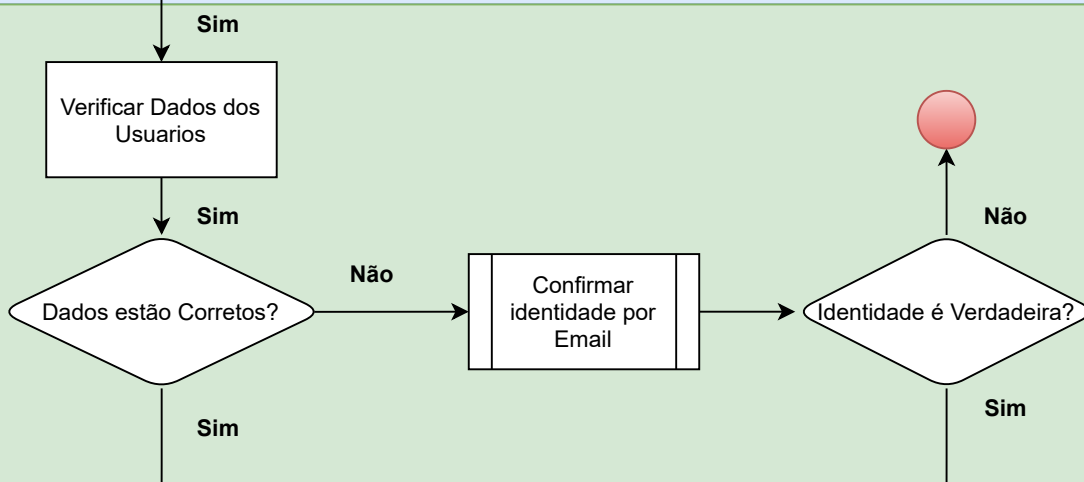 Sim
Verificar Dados dos
Usuarios
Sim
Não
Dados estão Corretos?
Não
Confirmar
identidade por
Email
Identidade é Verdadeira?
Sim
Sim